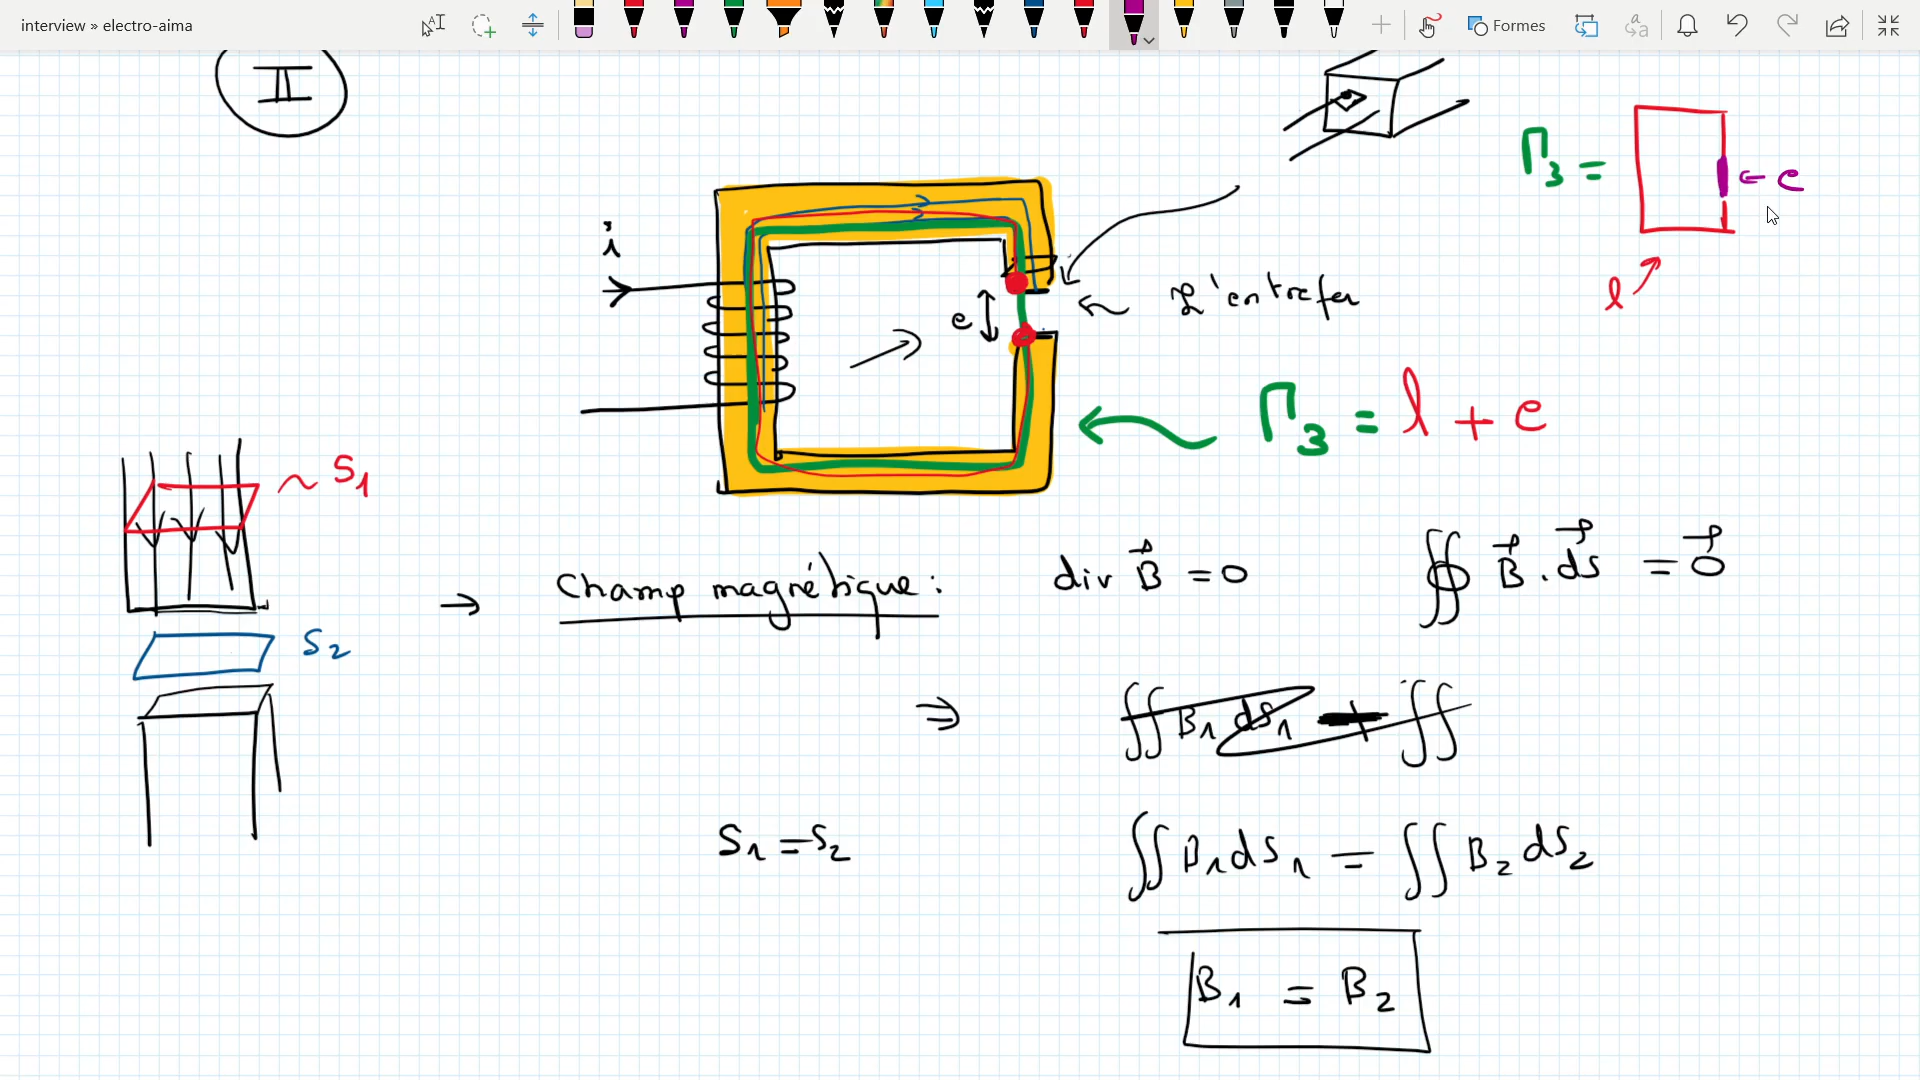 interview » electro-aima
Formes
II
Γ3 =
← e
l
i
e
L'entrefer
Γ3 = l + e
~ S1
S2
→ Champ magnétique :
div B⃗ = 0
∯ B⃗ . ds⃗ = 0⃗
⇒ ∬ B1 dS1 + ∬
S1 = S2
∬ B1 dS1 = ∬ B2 dS2
B1 = B2